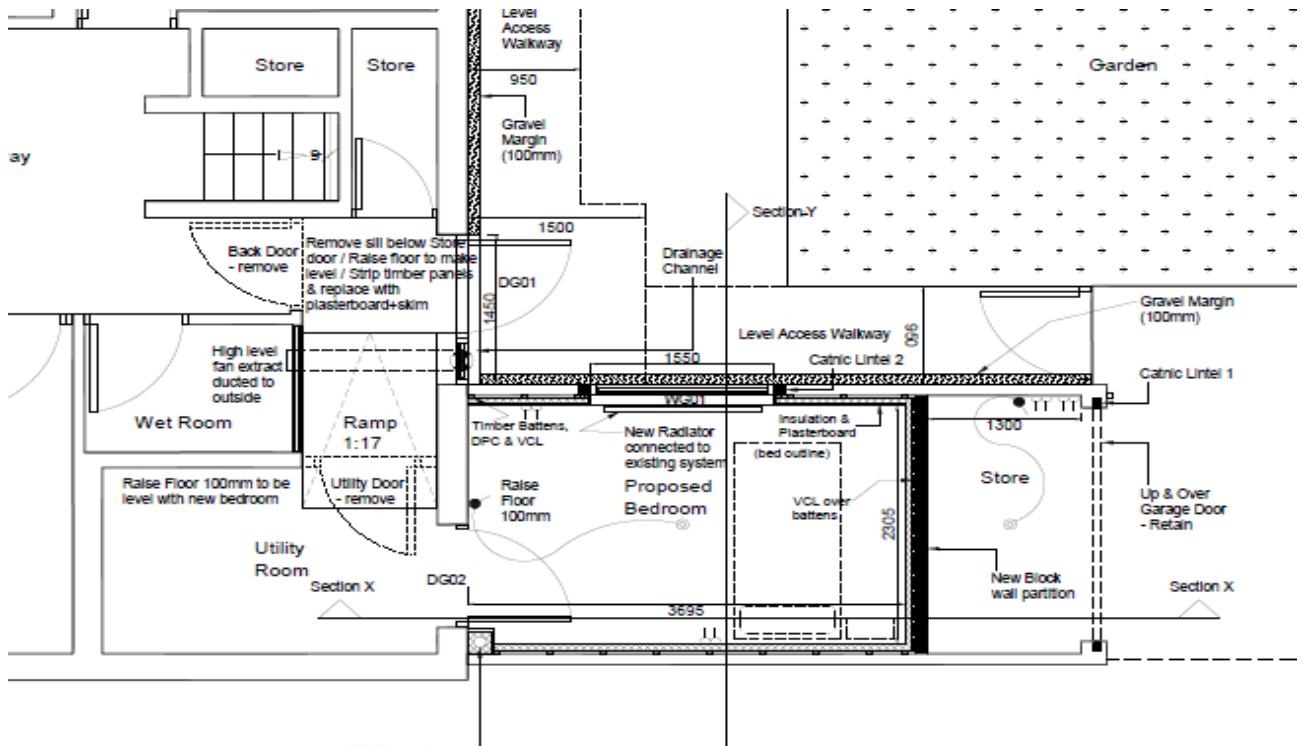 Level
Access
Walkway
Store
Store
Garden
950
Gravel
Margin
(100mm)
ay
9
Section-Y
1500
Back Door
- remove
Remove sill below Store
door / Raise floor to make
level / Strip timber panels
& replace with
plasterboard+skim
Drainage
Channel
DG01
1450
Gravel Margin
(100mm)
Level Access Walkway
950
High level
fan extract
ducted to
outside
1550
Catnic Lintel 2
Catnic Lintel 1
WG01
Wet Room
Ramp
1:17
Timber Battens,
DPC & VCL
New Radiator
connected to
existing system
Insulation &
Plasterboard
(bed outline)
1300
Store
Raise Floor 100mm to be
level with new bedroom
Utility Door
- remove
Raise
Floor
100mm
Proposed
Bedroom
VCL over
battens
2305
Up & Over
Garage Door
- Retain
Utility
Room
Section X
DG02
New Block
wall partition
Section X
3695